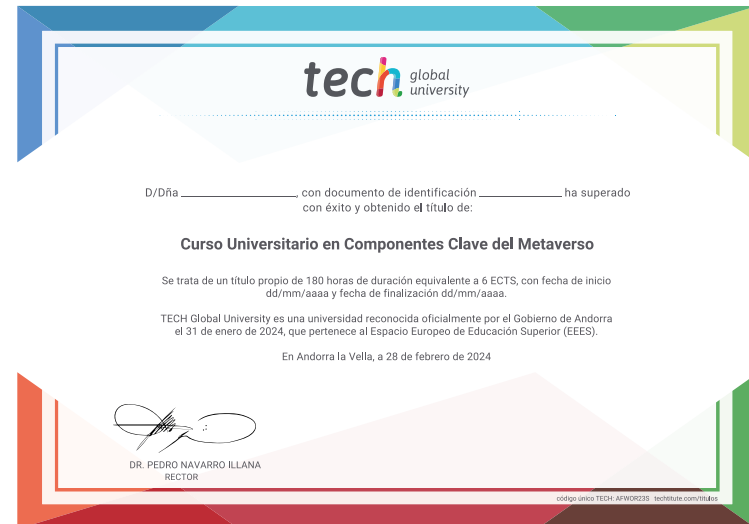 tech global university
D/Dña ____________________, con documento de identificación ______________ ha superado
con éxito y obtenido el título de:
Curso Universitario en Componentes Clave del Metaverso
Se trata de un título propio de 180 horas de duración equivalente a 6 ECTS, con fecha de inicio
dd/mm/aaaa y fecha de finalización dd/mm/aaaa.
TECH Global University es una universidad reconocida oficialmente por el Gobierno de Andorra
el 31 de enero de 2024, que pertenece al Espacio Europeo de Educación Superior (EEES).
En Andorra la Vella, a 28 de febrero de 2024
DR. PEDRO NAVARRO ILLANA
RECTOR
código único TECH: AFWOR23S techtitute.com/titulos